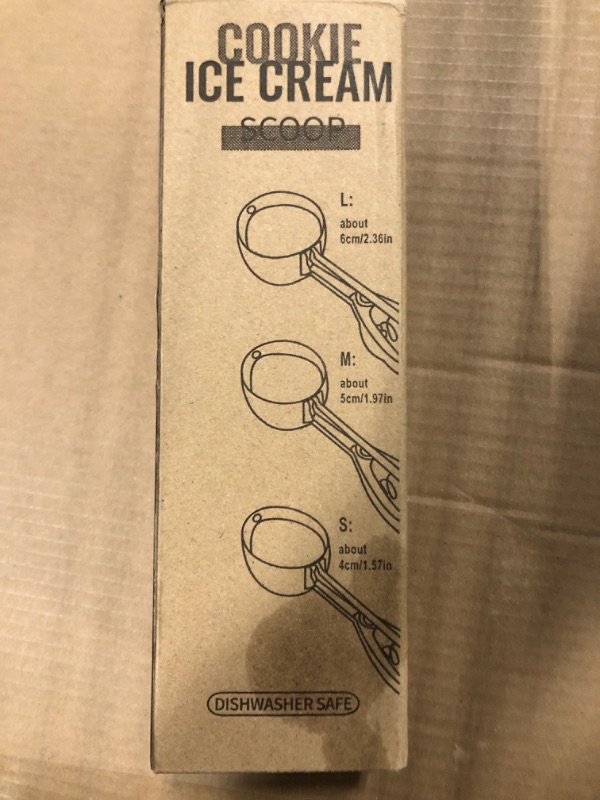 COOKIE
ICE CREAM
SCOOP
L:
about
6cm/2.36in
M:
about
5cm/1.97in
S:
about
4cm/1.57in
DISHWASHER SAFE